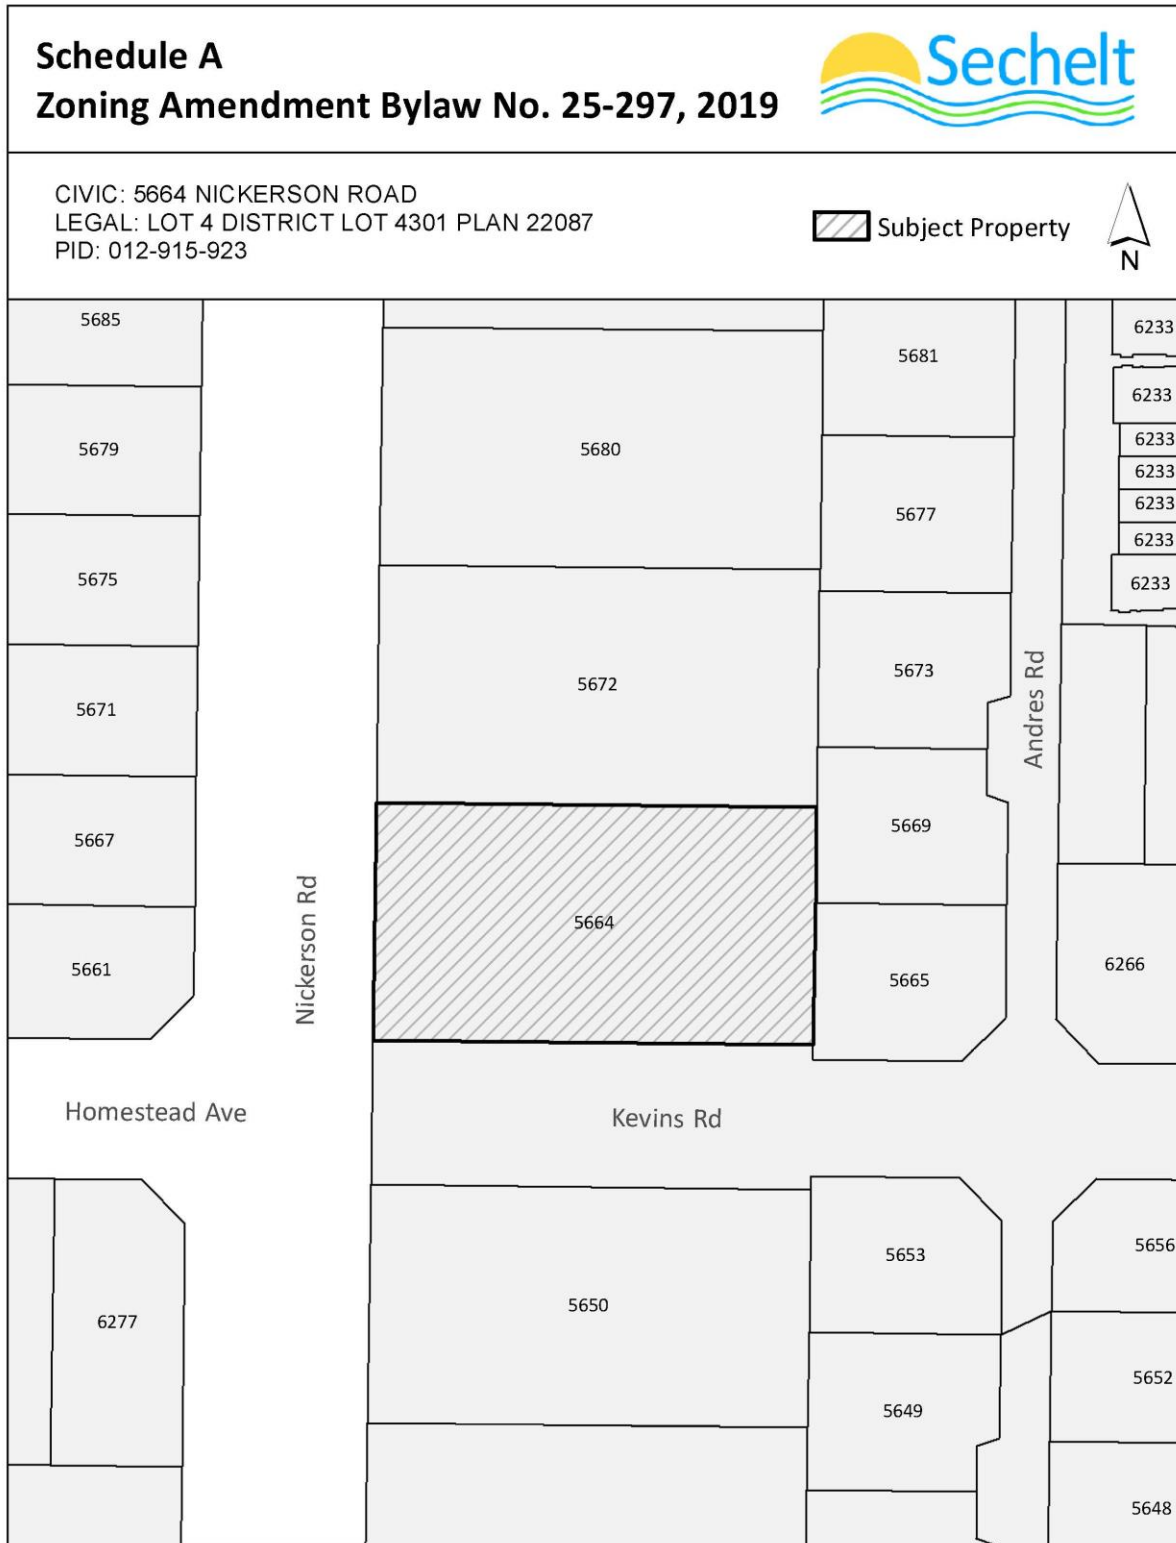 Schedule A
Zoning Amendment Bylaw No. 25-297, 2019
Sechelt
CIVIC: 5664 NICKERSON ROAD
LEGAL: LOT 4 DISTRICT LOT 4301 PLAN 22087
PID: 012-915-923
Subject Property
N
5685
5681
6233
6233
5679
5680
6233
6233
6233
5677
6233
5675
6233
5673
5672
Andres Rd
5671
5669
5667
5664
Nickerson Rd
5661
5665
6266
Homestead Ave
Kevins Rd
5653
5656
5650
6277
5652
5649
5648